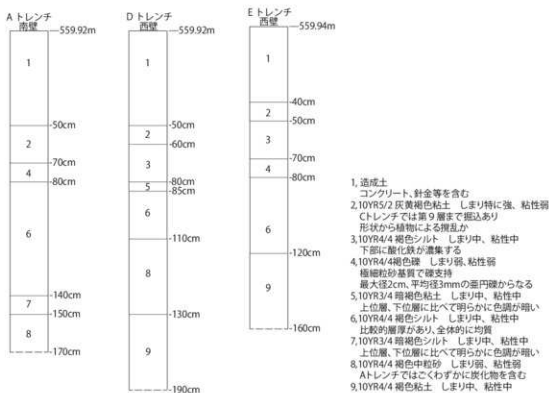 Aトレンチ
南壁
559.92m
1
-50cm
2
-70cm
4
-80cm
6
-140cm
7
-150cm
8
-170cm
Dトレンチ
西壁
559.92m
1
-50cm
2
-60cm
3
-80cm
5
-85cm
6
-110cm
8
-130cm
9
-190cm
Eトレンチ
西壁
559.94m
1
-40cm
2
-50cm
3
-70cm
4
-80cm
6
-120cm
9
-160cm
1, 造成土
コンクリート、針金等を含む
2,10YR5/2 灰黄褐色粘土 しまり特に強、粘性弱
Cトレンチでは第9層まで掘込あり
形状から植物による攪乱か
3,10YR4/4 褐色シルト しまり中、粘性中
下部に酸化鉄が濃集する
4,10YR4/4褐色礫 しまり弱、粘性弱
極細粒砂基質で礫支持
最大径2cm、平均径3mmの亜円礫からなる
5,10YR3/4 暗褐色粘土 しまり中、粘性中
上位層、下位層に比べて明らかに色調が暗い
6,10YR4/4 褐色シルト しまり中、粘性中
比較的層厚があり、全体的に均質
7,10YR3/4 暗褐色シルト しまり中、粘性中
上位層、下位層に比べて明らかに色調が暗い
8,10YR4/4 褐色中粒砂 しまり弱、粘性弱
Aトレンチではごくわずかに炭化物を含む
9,10YR4/4 褐色粘土 しまり中、粘性中